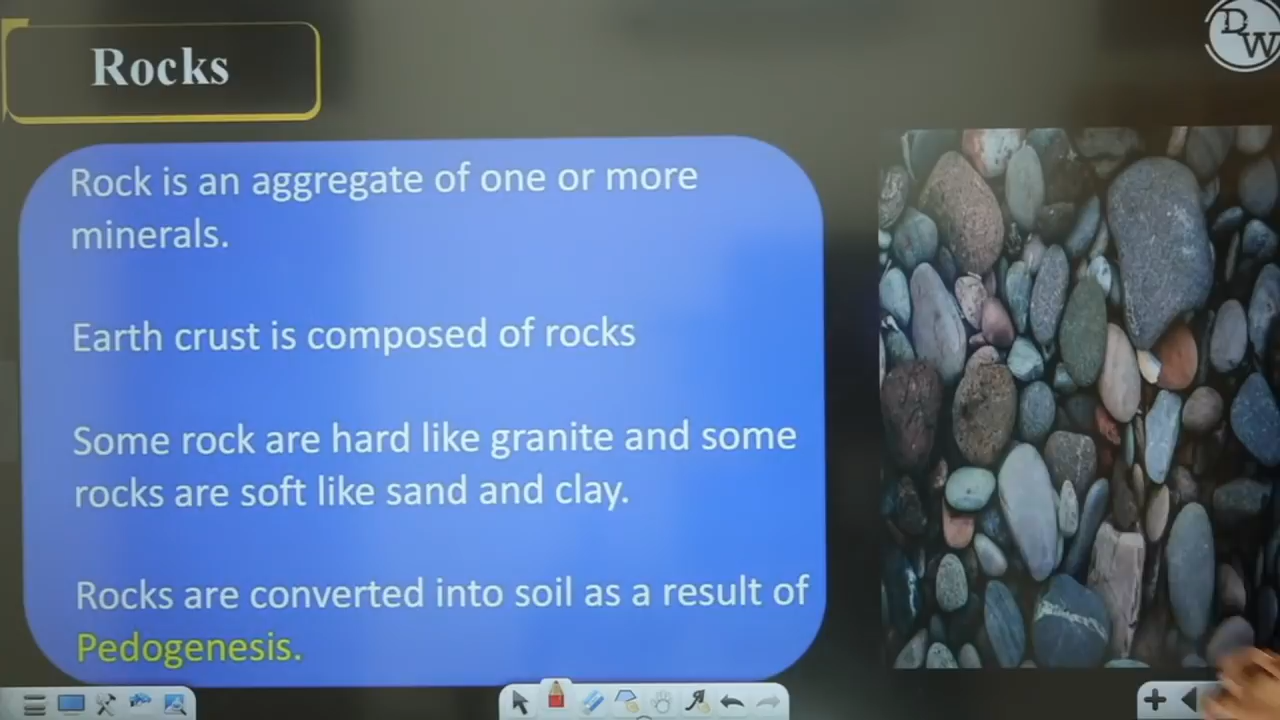 Rocks
DW
Rock is an aggregate of one or more
minerals.
Earth crust is composed of rocks
Some rock are hard like granite and some
rocks are soft like sand and clay.
Rocks are converted into soil as a result of
Pedogenesis.